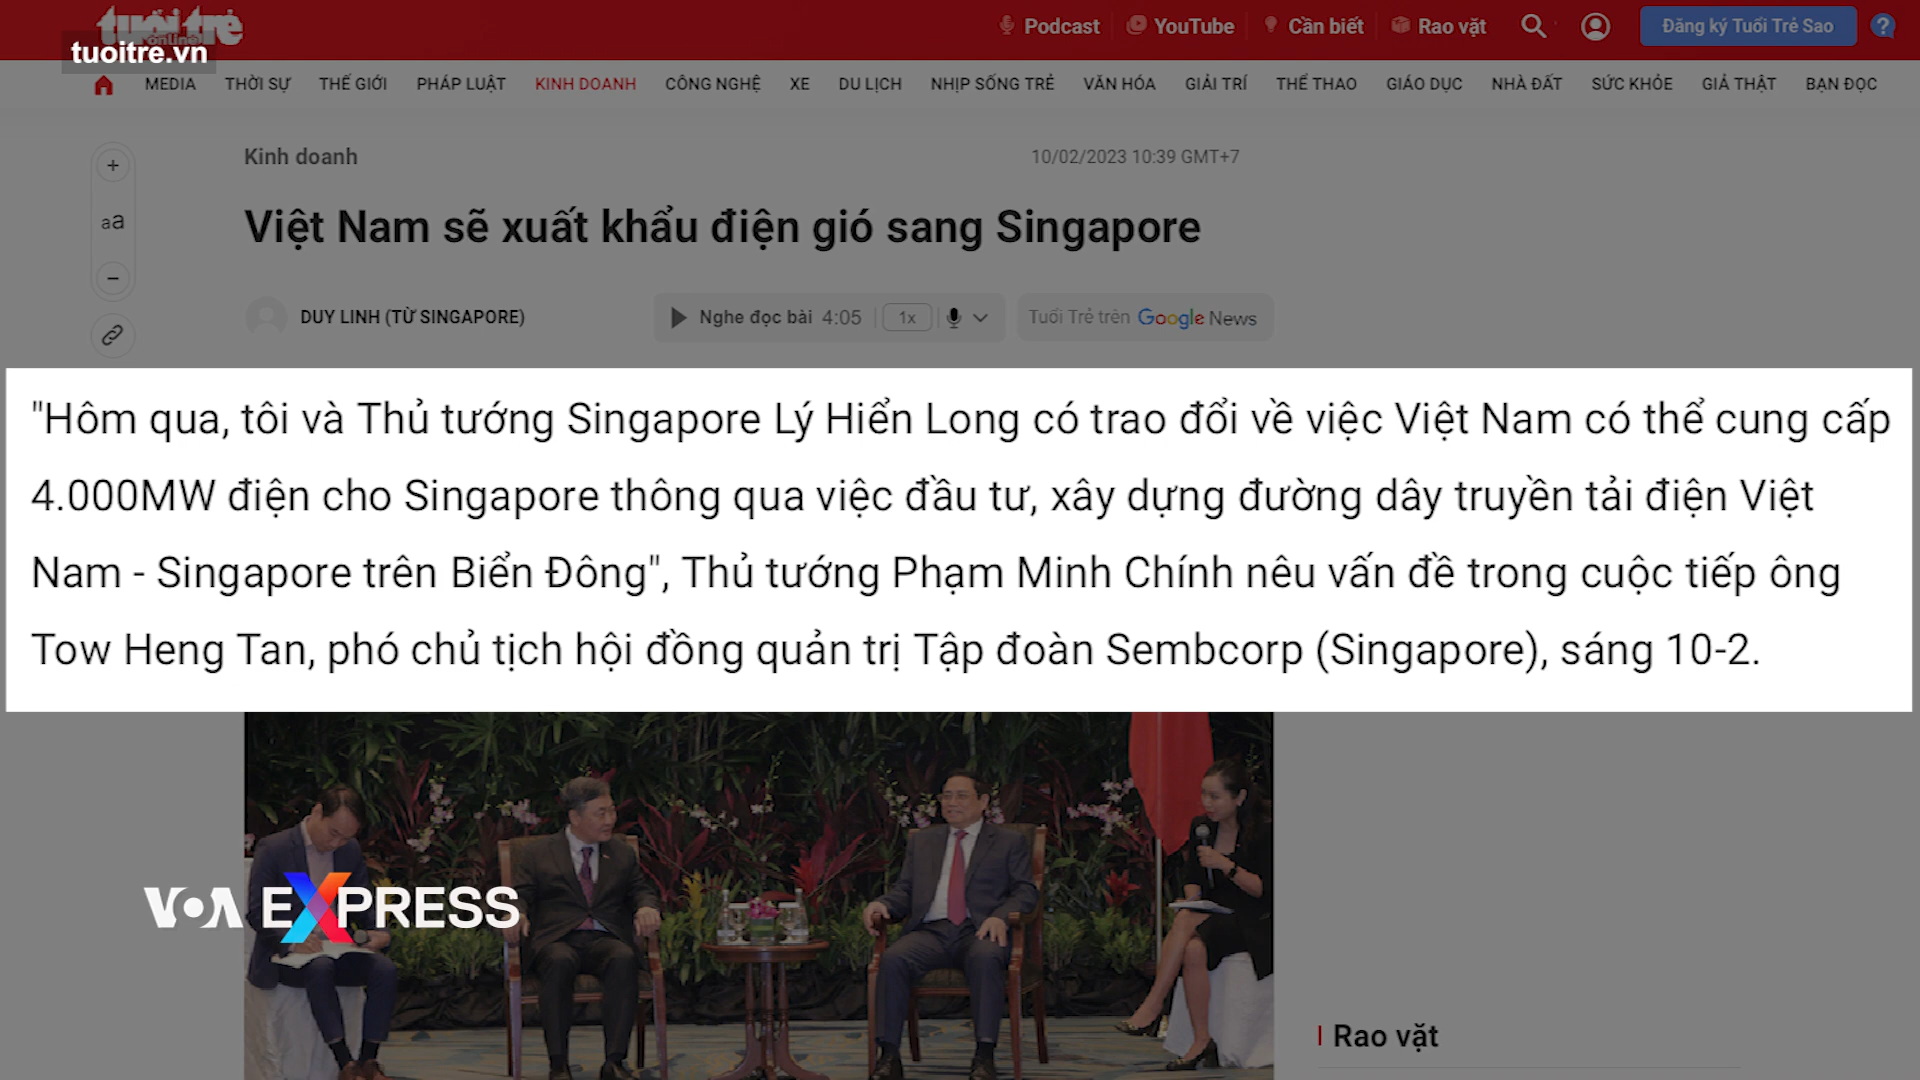 tuổi trẻ
online
tuoitre.vn
Podcast
YouTube
Cần biết
Rao vặt
Đăng ký Tuổi Trẻ Sao
?
MEDIA
THỜI SỰ
THẾ GIỚI
PHÁP LUẬT
KINH DOANH
CÔNG NGHỆ
XE
DU LỊCH
NHỊP SỐNG TRẺ
VĂN HÓA
GIẢI TRÍ
THỂ THAO
GIÁO DỤC
NHÀ ĐẤT
SỨC KHỎE
GIẢ THẬT
BẠN ĐỌC
+
aa
−
Kinh doanh
10/02/2023 10:39 GMT+7
Việt Nam sẽ xuất khẩu điện gió sang Singapore
DUY LINH (TỪ SINGAPORE)
Nghe đọc bài 4:05
1x
Tuổi Trẻ trên Google News
"Hôm qua, tôi và Thủ tướng Singapore Lý Hiển Long có trao đổi về việc Việt Nam có thể cung cấp
4.000MW điện cho Singapore thông qua việc đầu tư, xây dựng đường dây truyền tải điện Việt
Nam - Singapore trên Biển Đông", Thủ tướng Phạm Minh Chính nêu vấn đề trong cuộc tiếp ông
Tow Heng Tan, phó chủ tịch hội đồng quản trị Tập đoàn Sembcorp (Singapore), sáng 10-2.
VOA EXPRESS
Rao vặt